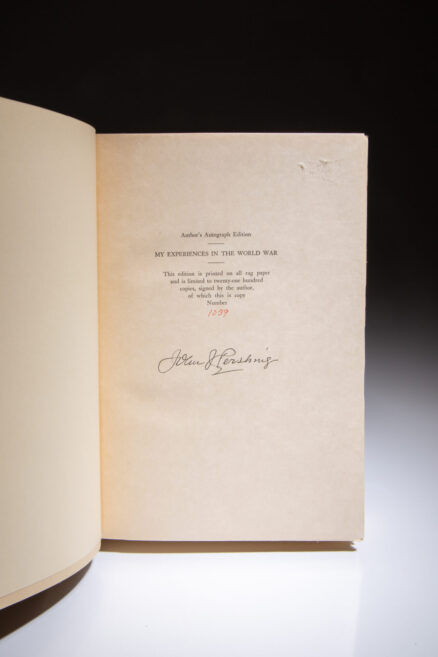 Author's Autograph Edition
MY EXPERIENCES IN THE WORLD WAR
This edition is printed on all rag paper
and is limited to twenty-one hundred
copies, signed by the author,
of which this is copy
Number
1039
John J Pershing